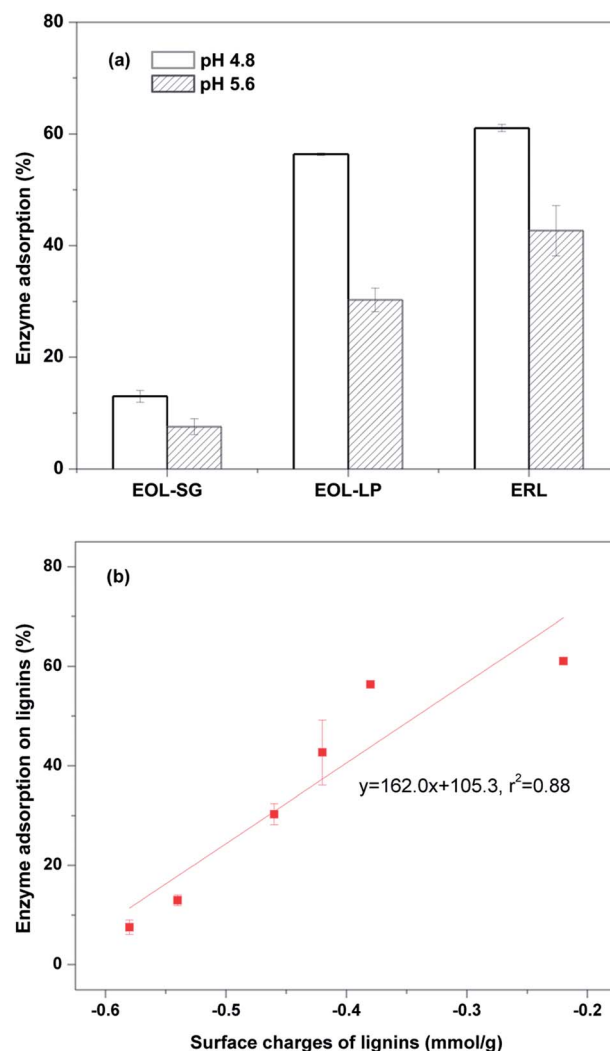 (a)
pH 4.8
pH 5.6
80
60
40
20
0
Enzyme adsorption (%)
EOL-SG EOL-LP ERL
(b)
80
60
40
20
0
Enzyme adsorption on lignins (%)
y=162.0x+105.3, r²=0.88
-0.6 -0.5 -0.4 -0.3 -0.2
Surface charges of lignins (mmol/g)